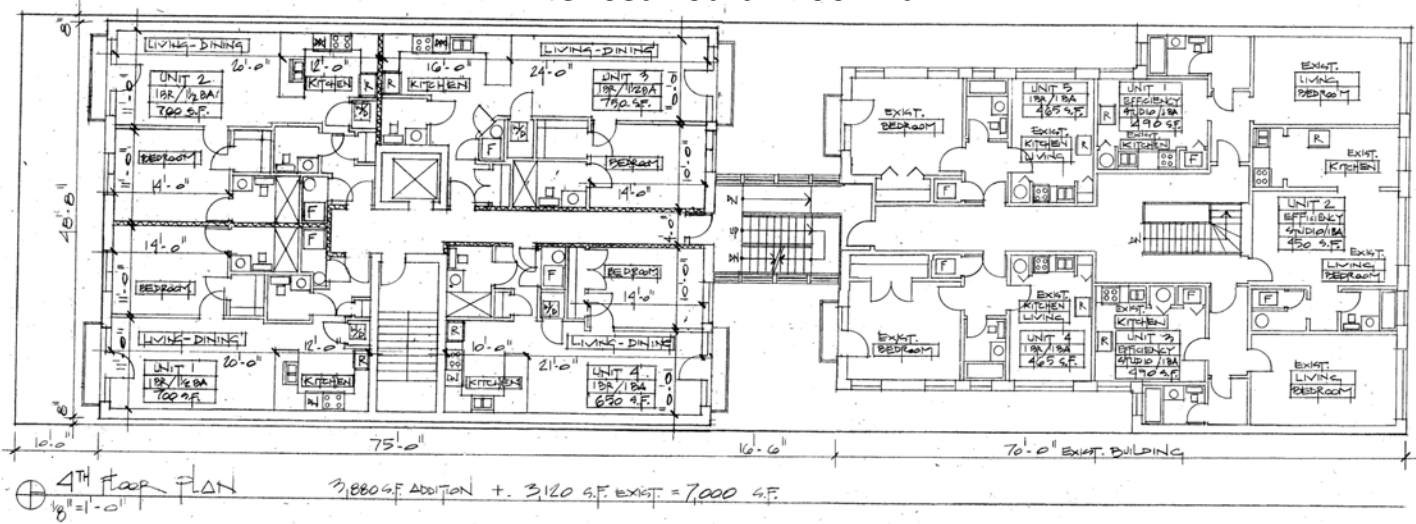 8"
LIVING-DINING
20'-0"
12'-0"
KITCHEN
R
UNIT 2
1BR/1½BA
700 S.F.
BEDROOM
14'-0"
F
48'-8"
14'-0"
BEDROOM
F
LIVING-DINING
20'-0"
12'-0"
R
KITCHEN
DW
UNIT 1
1BR/1½BA
700 S.F.
8"
16'-0"
LIVING-DINING
24'-0"
R
KITCHEN
UNIT 3
1BR/1½BA
750 S.F.
F
BEDROOM
14'-0"
F
BEDROOM
14'-0"
R
10'-0"
21'-0"
LIVING-DINING
DW
KITCHEN
UNIT 4
1BR/1BA
650 S.F.
DN
UP
DN
EXIST.
BEDROOM
UNIT 5
1BR/1BA
465 S.F.
EXIST.
KITCHEN
LIVING
R
F
UNIT 1
EFFICIENCY
STUDIO/1BA
490 S.F.
R
EXIST.
KITCHEN
F
EXIST.
LIVING
BEDROOM
R
EXIST.
KITCHEN
UNIT 2
EFFICIENCY
STUDIO/1BA
450 S.F.
DN
EXIST.
LIVING
BEDROOM
F
F
EXIST.
BEDROOM
EXIST.
KITCHEN
LIVING
R
UNIT 4
1BR/1BA
465 S.F.
F
EXIST.
KITCHEN
R
UNIT 3
EFFICIENCY
STUDIO/1BA
490 S.F.
EXIST.
LIVING
BEDROOM
10'-0"
75'-0"
16'-6"
70'-0" EXIST. BUILDING
4TH FLOOR PLAN
1/8"=1'-0"
3,880 S.F. ADDITION + 3,120 S.F. EXIST. = 7,000 S.F.